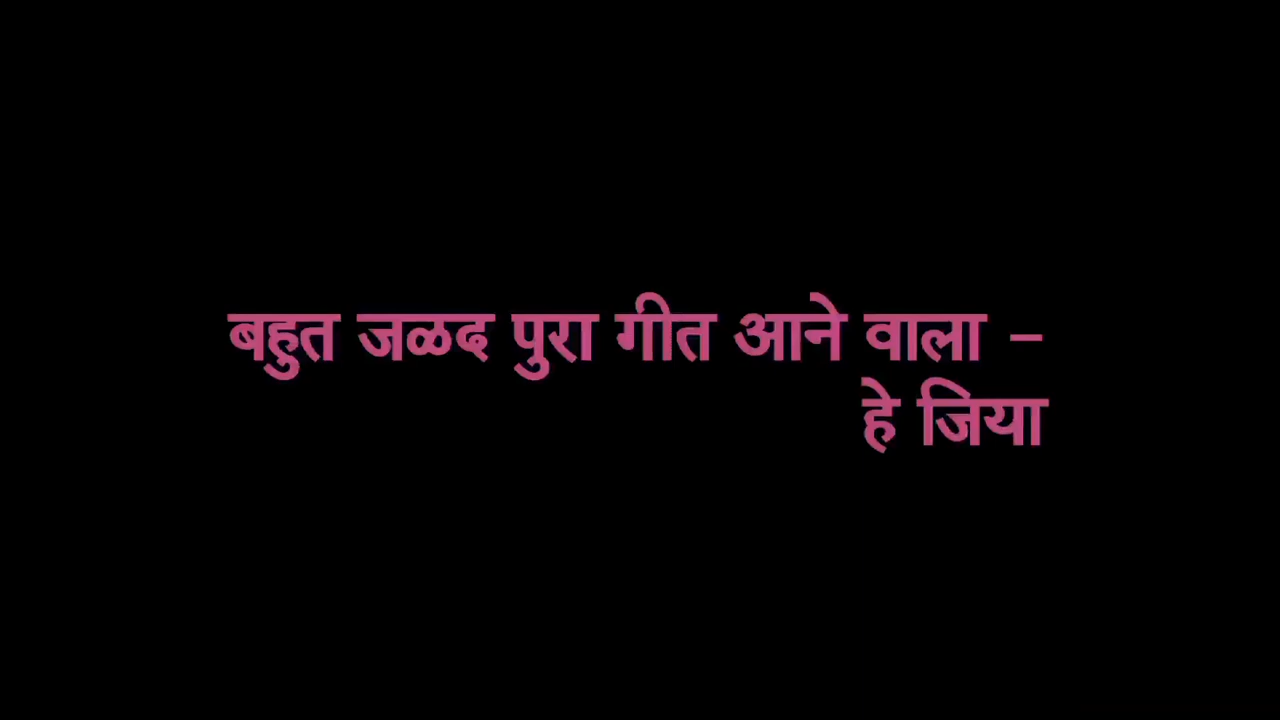 बहुत जळद पुरा गीत आने वाला –
हे जिया